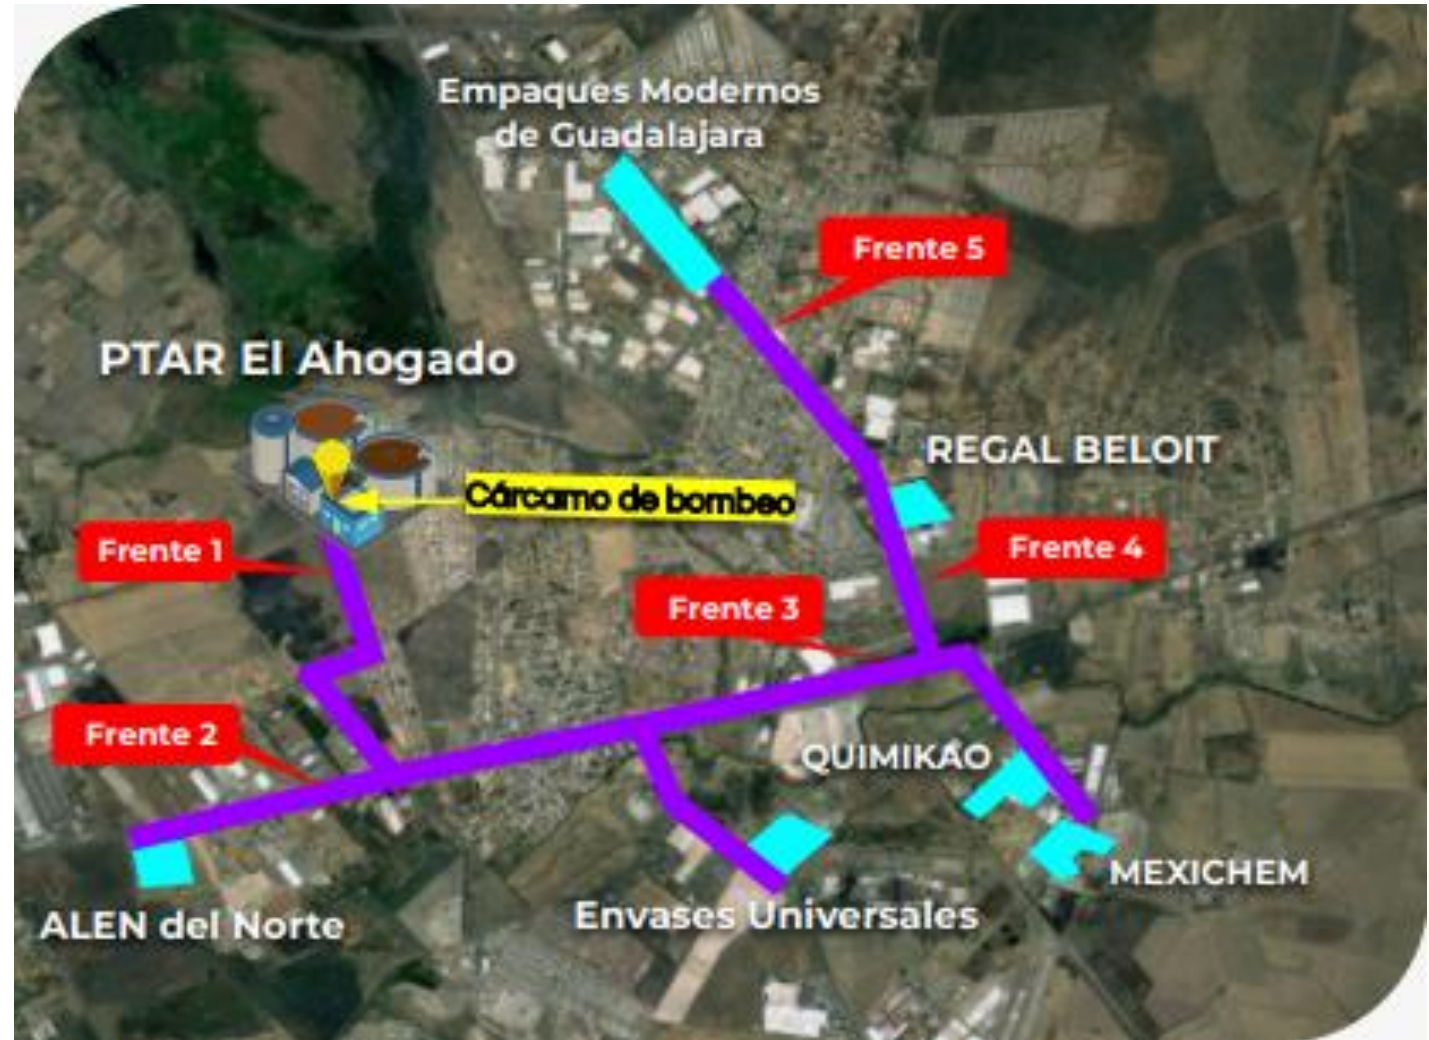 Empaques Modernos
de Guadalajara
Frente 5
PTAR El Ahogado
REGAL BELOIT
Cárcamo de bombeo
Frente 1
Frente 4
Frente 3
Frente 2
QUIMIKAO
MEXICHEM
ALEN del Norte
Envases Universales